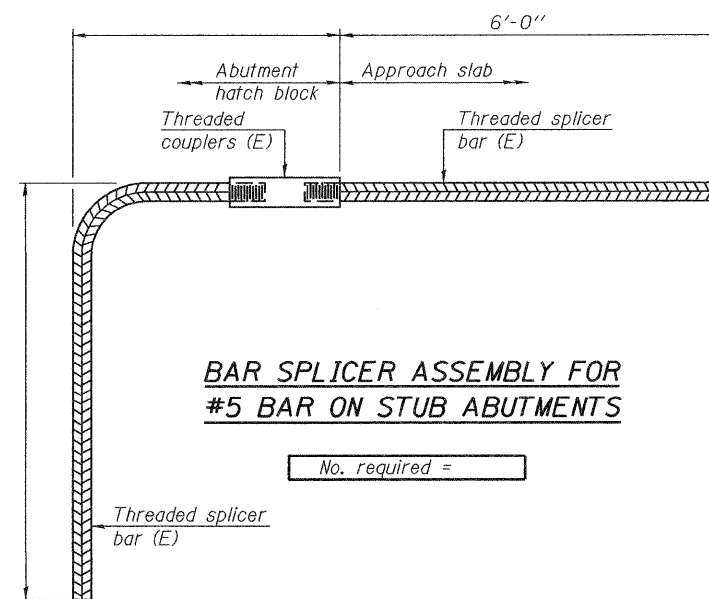 6'-0"
Abutment
hatch block
Approach slab
Threaded
couplers (E)
Threaded splicer
bar (E)
BAR SPLICER ASSEMBLY FOR
#5 BAR ON STUB ABUTMENTS
No. required =
Threaded splicer
bar (E)